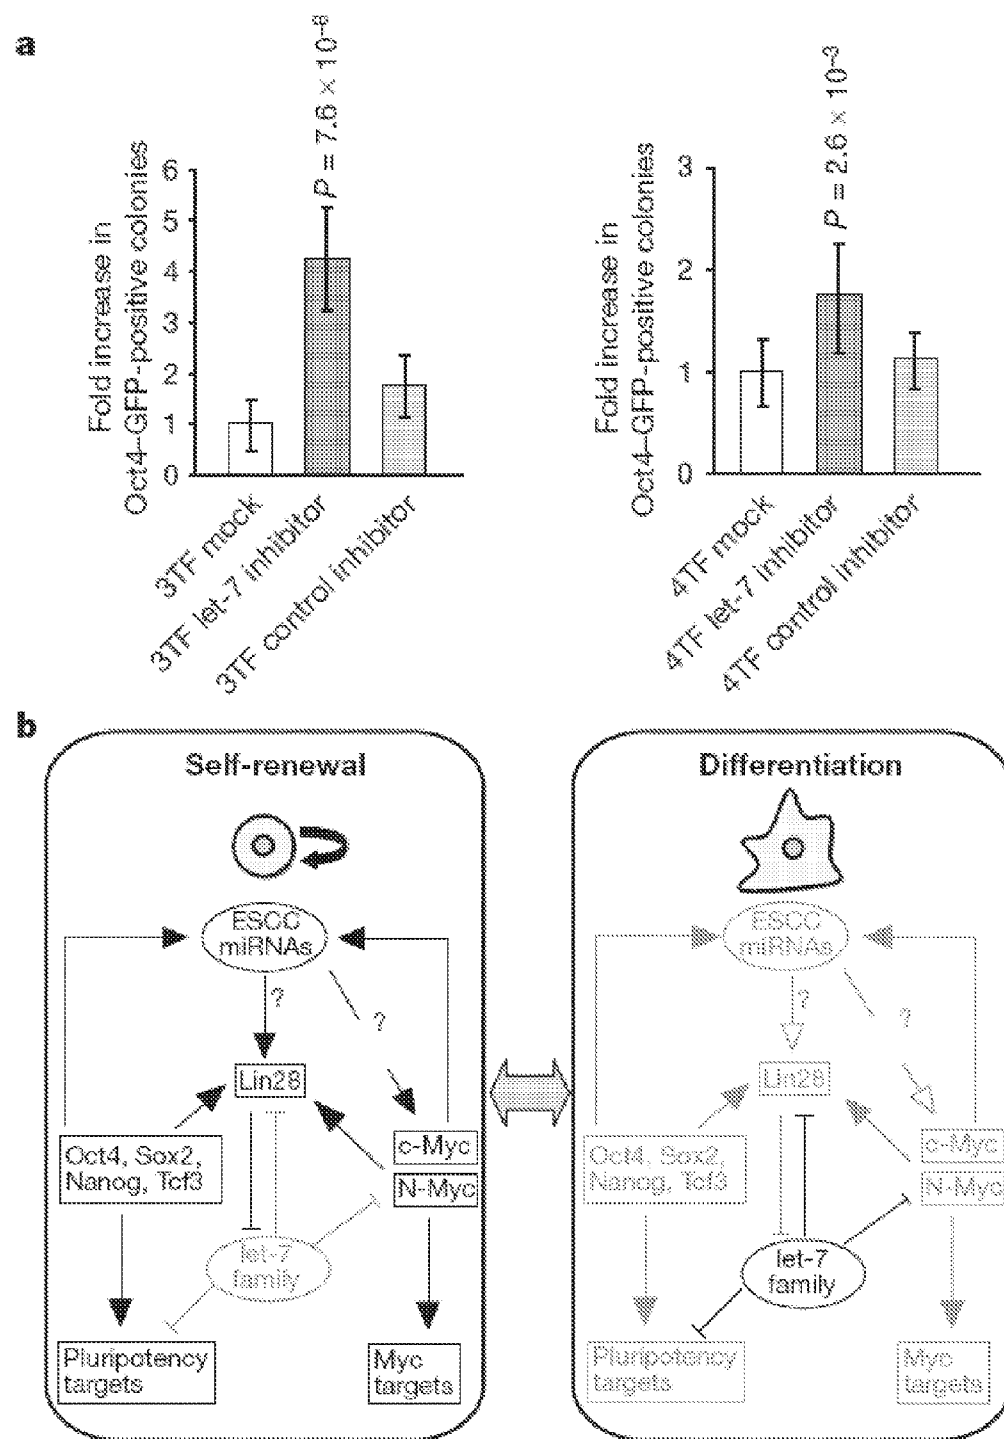 a
Fold increase in
Oct4–GFP-positive colonies
6
5
4
3
2
1
0
P = 7.6 × 10⁻⁸
3TF mock
3TF let-7 inhibitor
3TF control inhibitor
Fold increase in
Oct4–GFP-positive colonies
3
2
1
0
P = 2.6 × 10⁻³
4TF mock
4TF let-7 inhibitor
4TF control inhibitor
b
Self-renewal
ESCC
miRNAs
?
?
Lin28
Oct4, Sox2,
Nanog, Tcf3
c-Myc
N-Myc
let-7
family
Pluripotency
targets
Myc
targets
Differentiation
ESCC
miRNAs
?
?
Lin28
Oct4, Sox2,
Nanog, Tcf3
c-Myc
N-Myc
let-7
family
Pluripotency
targets
Myc
targets